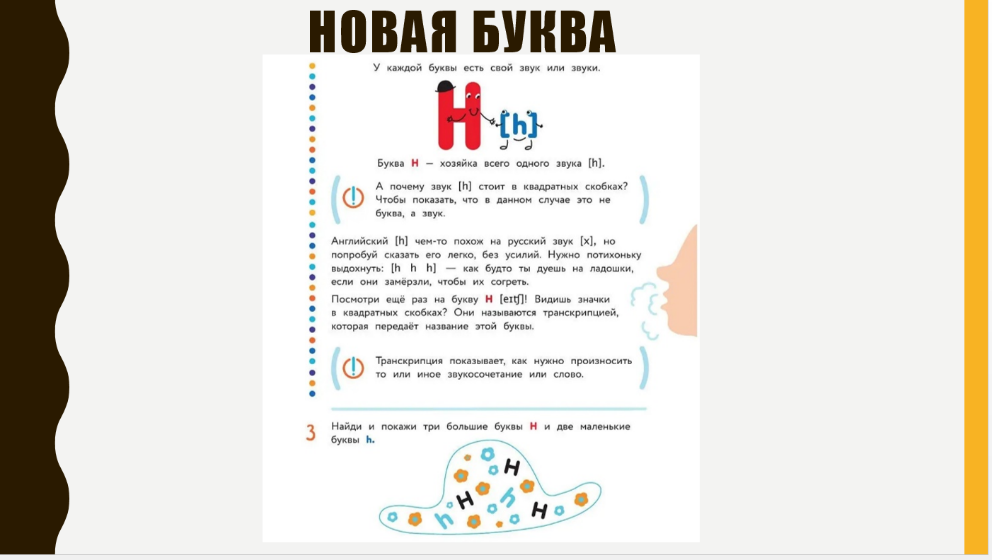 НОВАЯ БУКВА
У каждой буквы есть свой звук или звуки.
H [h]
Буква H – хозяйка всего одного звука [h].
А почему звук [h] стоит в квадратных скобках?
Чтобы показать, что в данном случае это не
буква, а звук.
Английский [h] чем-то похож на русский звук [х], но
попробуй сказать его легко, без усилий. Нужно потихоньку
выдохнуть: [h h h] — как будто ты дуешь на ладошки,
если они замёрзли, чтобы их согреть.
Посмотри ещё раз на букву H [eɪtʃ]! Видишь значки
в квадратных скобках? Они называются транскрипцией,
которая передаёт название этой буквы.
Транскрипция показывает, как нужно произносить
то или иное звукосочетание или слово.
3 Найди и покажи три большие буквы H и две маленькие
буквы h.
H
H h
h H